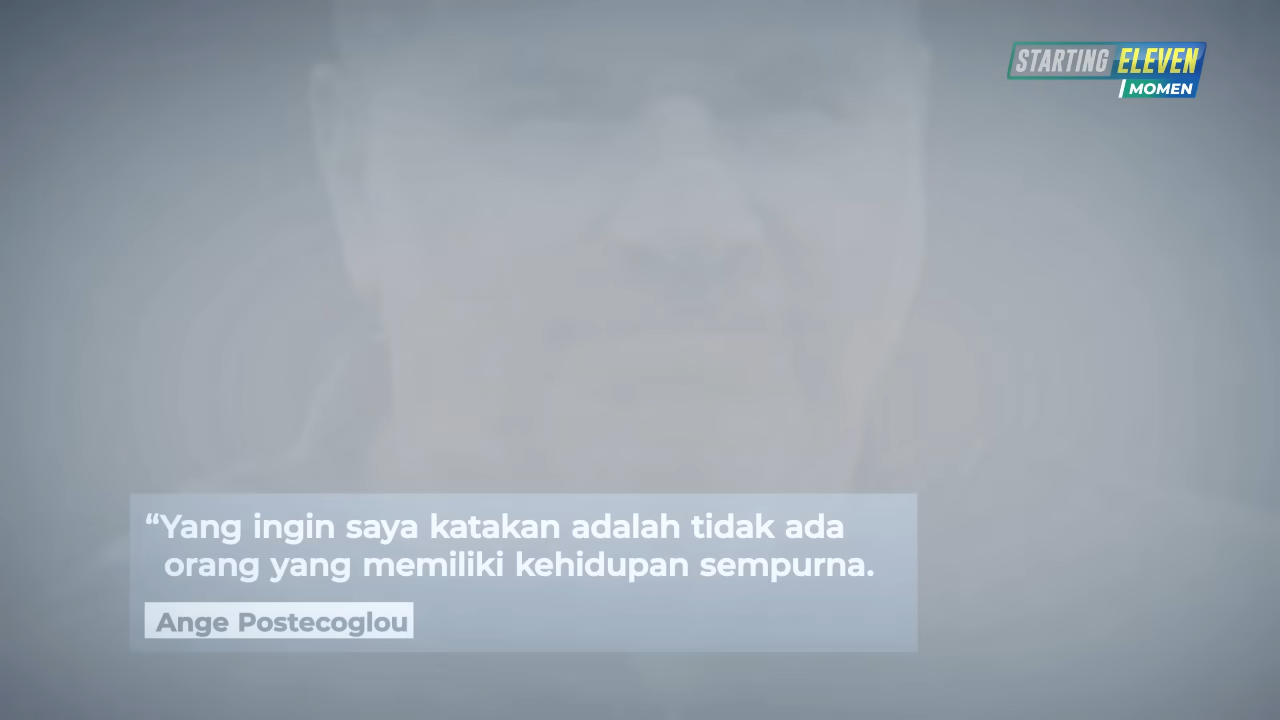 STARTING ELEVEN
MOMEN
“Yang ingin saya katakan adalah tidak ada
orang yang memiliki kehidupan sempurna.
Ange Postecoglou